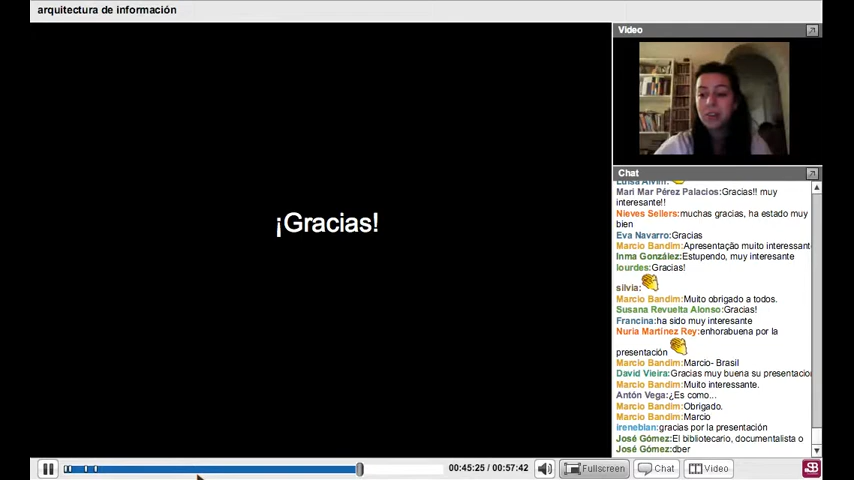 arquitectura de información
¡Gracias!
Video
Chat
Mari Mar Pérez Palacios:Gracias!! muy
interesante!!
Nieves Sellers:muchas gracias, ha estado muy
bien
Eva Navarro:Gracias
Marcio Bandim:Apresentação muito interessant
Inma González:Estupendo, muy interesante
lourdes:Gracias!
silvia:
Marcio Bandim:Muito obrigado a todos.
Susana Revuelta Alonso:Gracias!
Francina:ha sido muy interesante
Nuria Martínez Rey:enhorabuena por la
presentación
Marcio Bandim:Marcio- Brasil
David Vieira:Gracias muy buena su presentacio
Marcio Bandim:Muito interesante.
Antón Vega:¿Es como...
Marcio Bandim:Obrigado.
Marcio Bandim:Marcio
ireneblan:gracias por la presentación
José Gómez:El bibliotecario, documentalista o
José Gómez:dber
00:45:25 / 00:57:42
Fullscreen
Chat
Video
SB